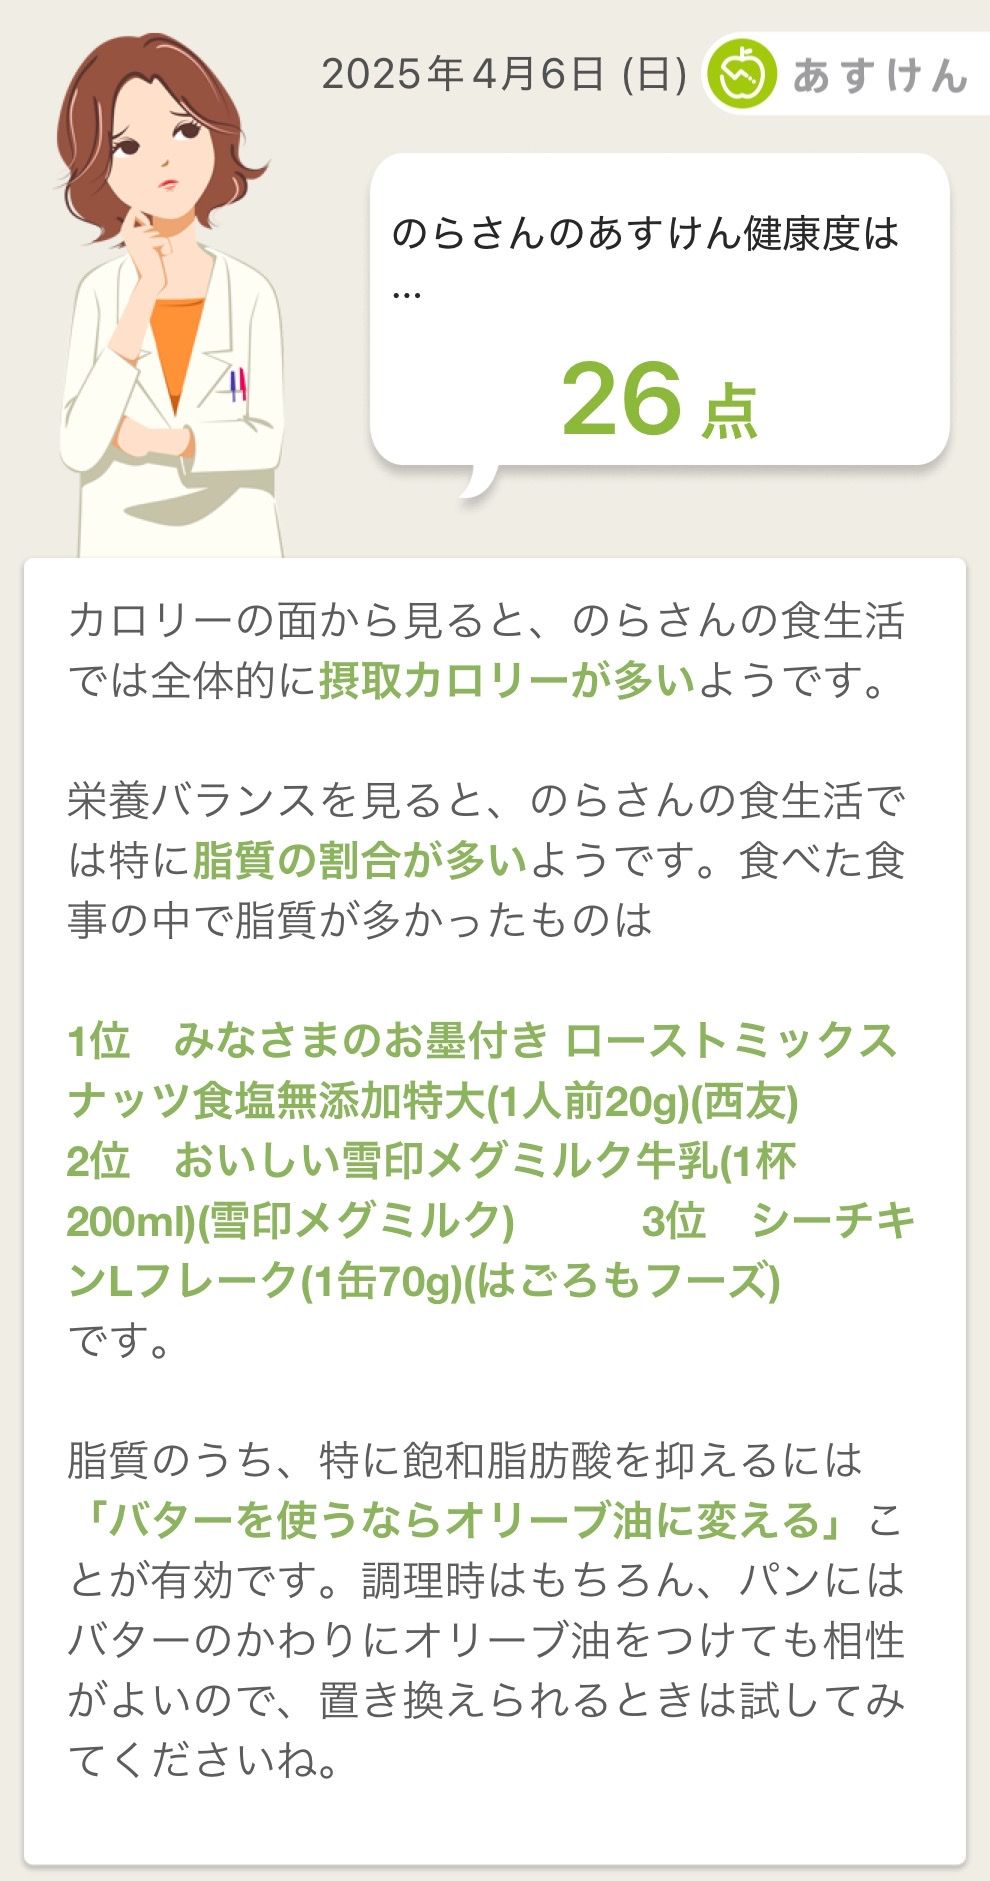 2025年4月6日 (日)
あすけん
のらさんのあすけん健康度は
…
26 点
カロリーの面から見ると、のらさんの食生活
では全体的に摂取カロリーが多いようです。
栄養バランスを見ると、のらさんの食生活で
は特に脂質の割合が多いようです。食べた食
事の中で脂質が多かったものは
1位　みなさまのお墨付き ローストミックス
ナッツ食塩無添加特大(1人前20g)(西友)
2位　おいしい雪印メグミルク牛乳(1杯
200ml)(雪印メグミルク)　　　3位　シーチキ
ンLフレーク(1缶70g)(はごろもフーズ)
です。
脂質のうち、特に飽和脂肪酸を抑えるには
「バターを使うならオリーブ油に変える」こ
とが有効です。調理時はもちろん、パンには
バターのかわりにオリーブ油をつけても相性
がよいので、置き換えられるときは試してみ
てくださいね。